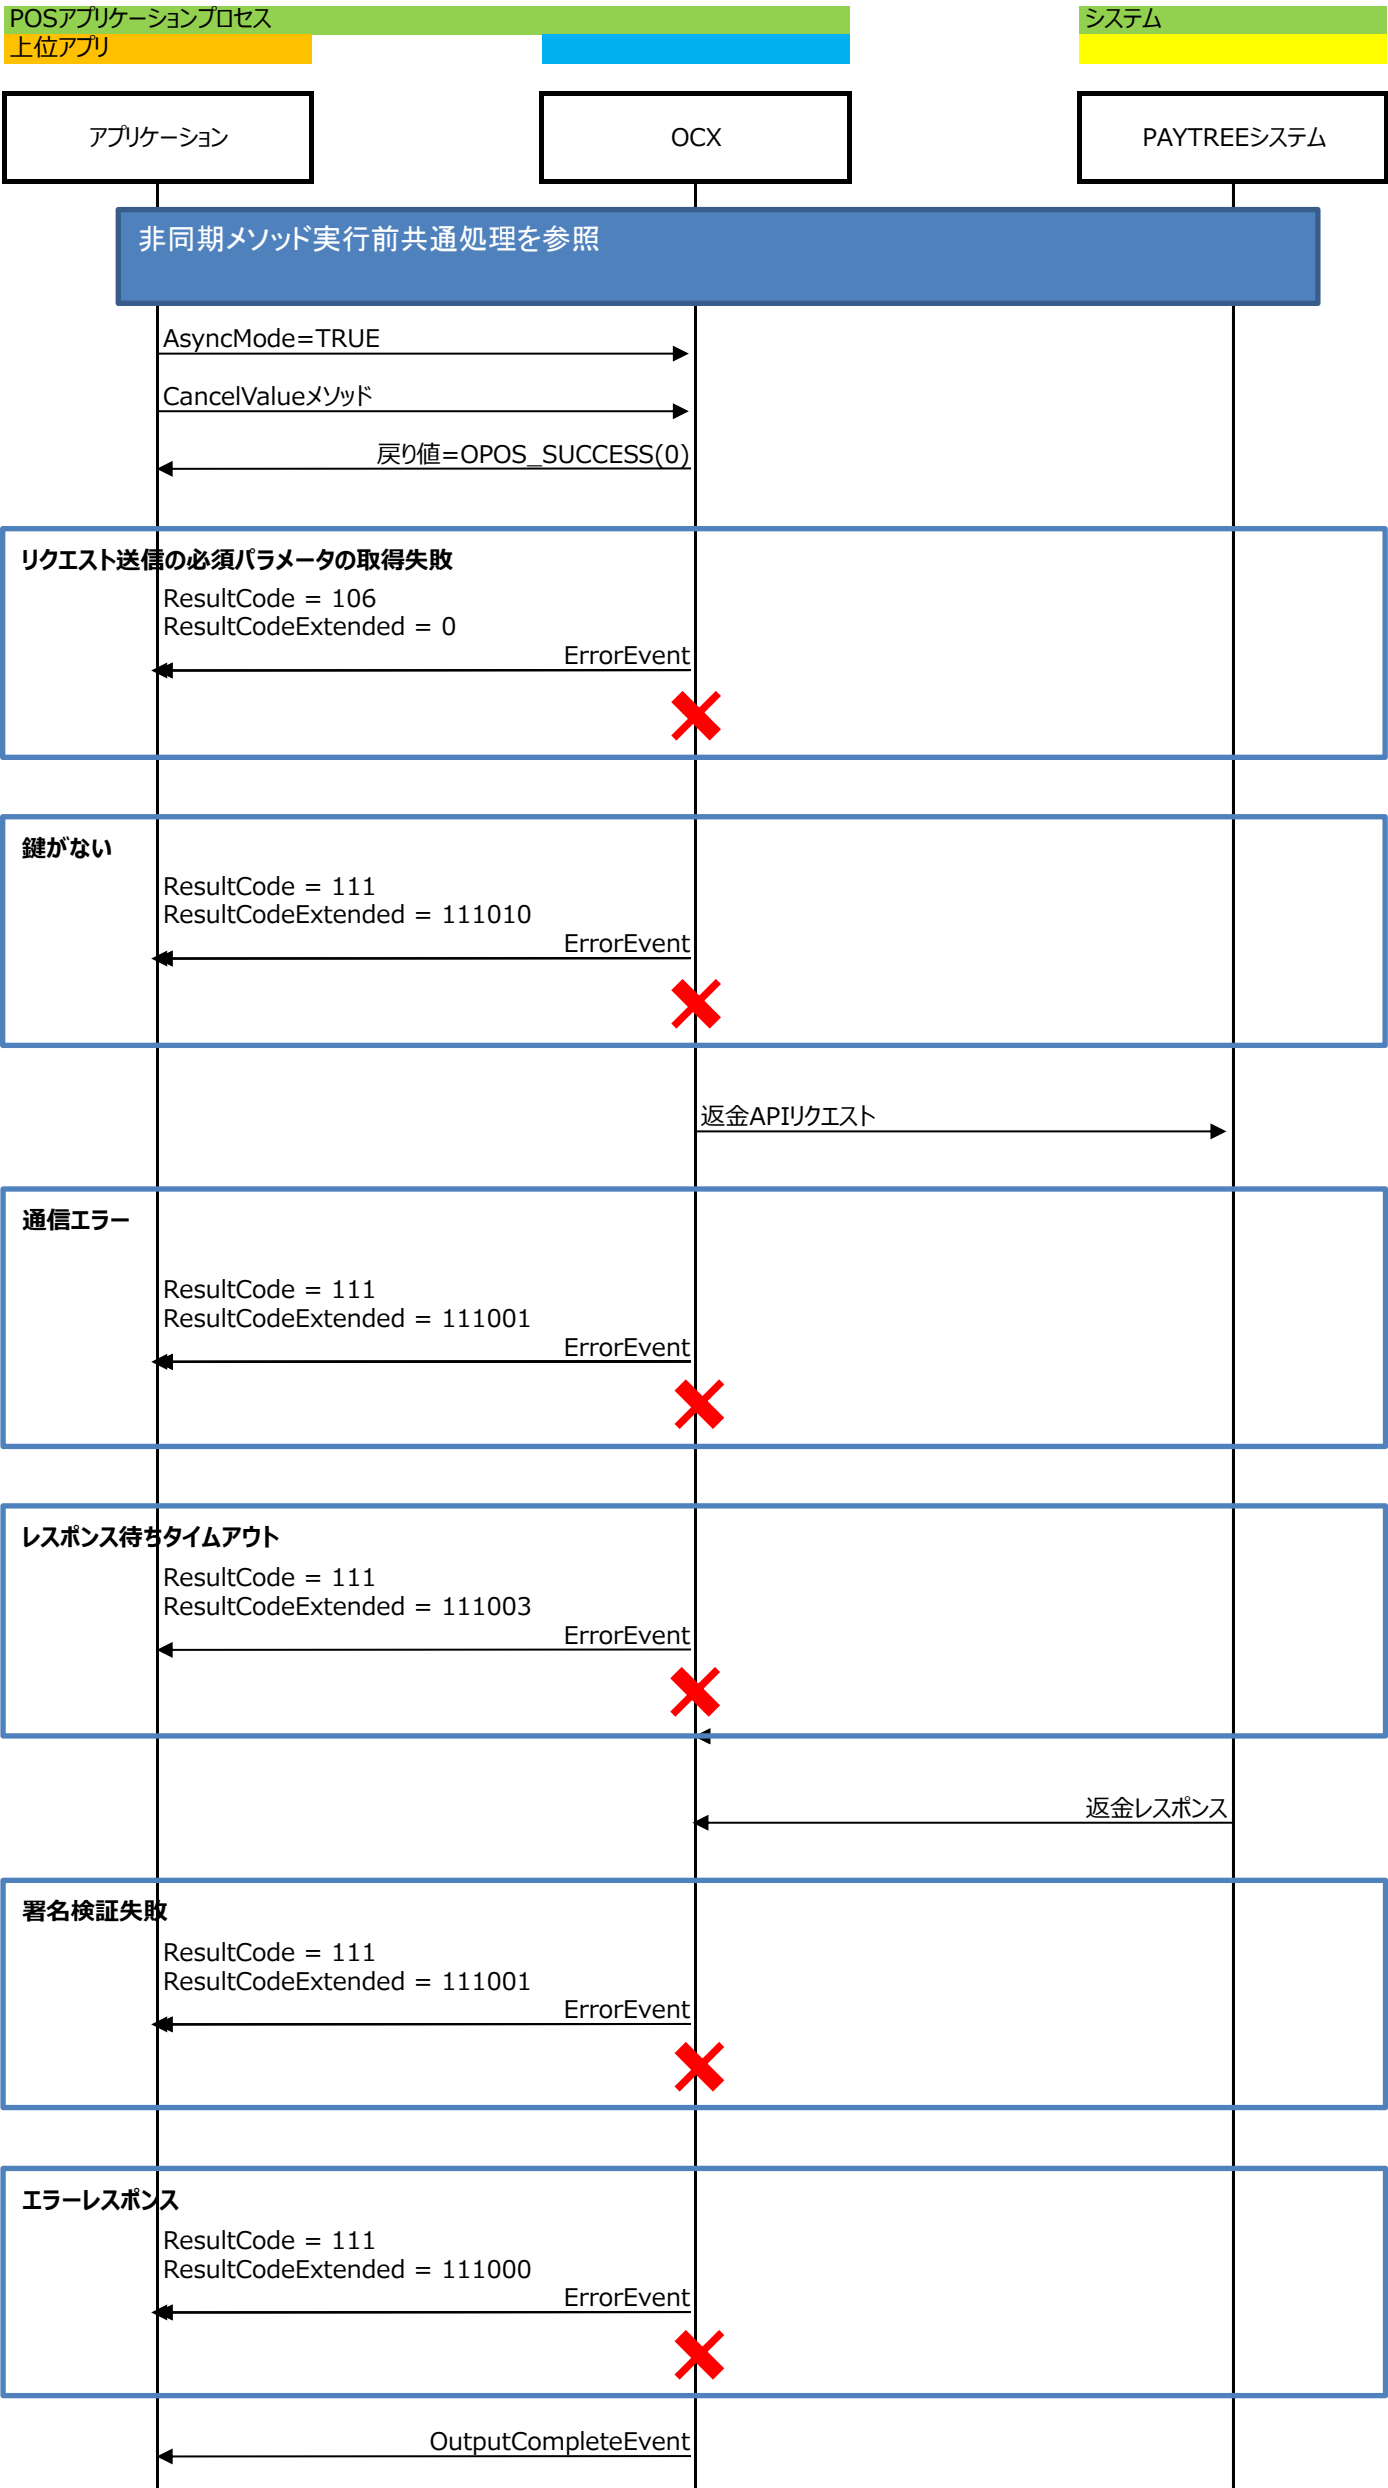 POSアプリケーションプロセス
システム
上位アプリ
アプリケーション
OCX
PAYTREEシステム
非同期メソッド実行前共通処理を参照
AsyncMode=TRUE
CancelValueメソッド
戻り値=OPOS_SUCCESS(0)
リクエスト送信の必須パラメータの取得失敗
ResultCode = 106
ResultCodeExtended = 0
ErrorEvent
鍵がない
ResultCode = 111
ResultCodeExtended = 111010
ErrorEvent
返金APIリクエスト
通信エラー
ResultCode = 111
ResultCodeExtended = 111001
ErrorEvent
レスポンス待ちタイムアウト
ResultCode = 111
ResultCodeExtended = 111003
ErrorEvent
返金レスポンス
署名検証失敗
ResultCode = 111
ResultCodeExtended = 111001
ErrorEvent
エラーレスポンス
ResultCode = 111
ResultCodeExtended = 111000
ErrorEvent
OutputCompleteEvent